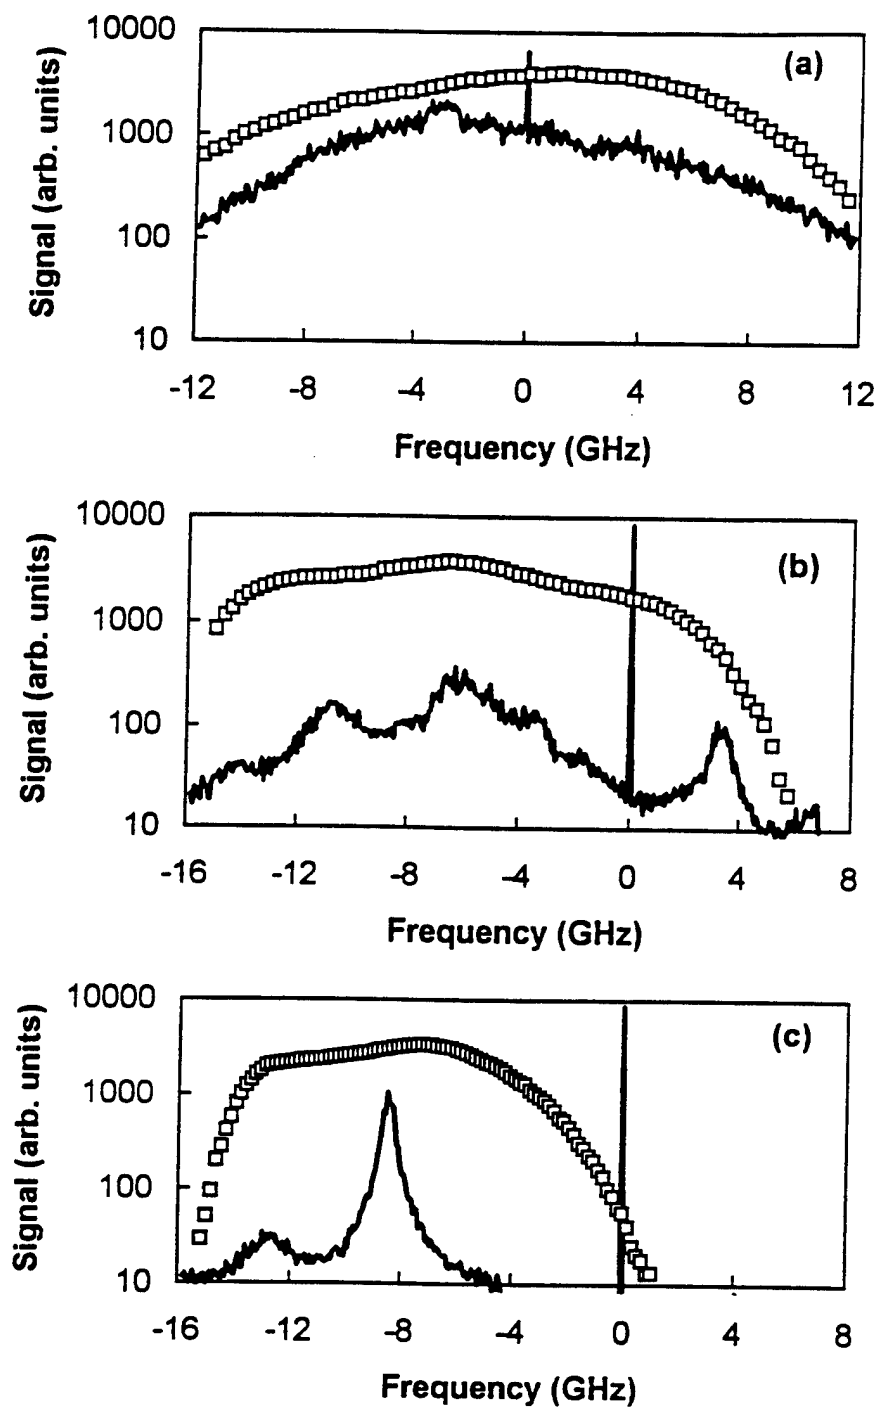 10000
(a)
1000
100
10
Signal (arb. units)
-12 -8 -4 0 4 8 12
Frequency (GHz)
10000
(b)
1000
100
10
Signal (arb. units)
-16 -12 -8 -4 0 4 8
Frequency (GHz)
10000
(c)
1000
100
10
Signal (arb. units)
-16 -12 -8 -4 0 4 8
Frequency (GHz)